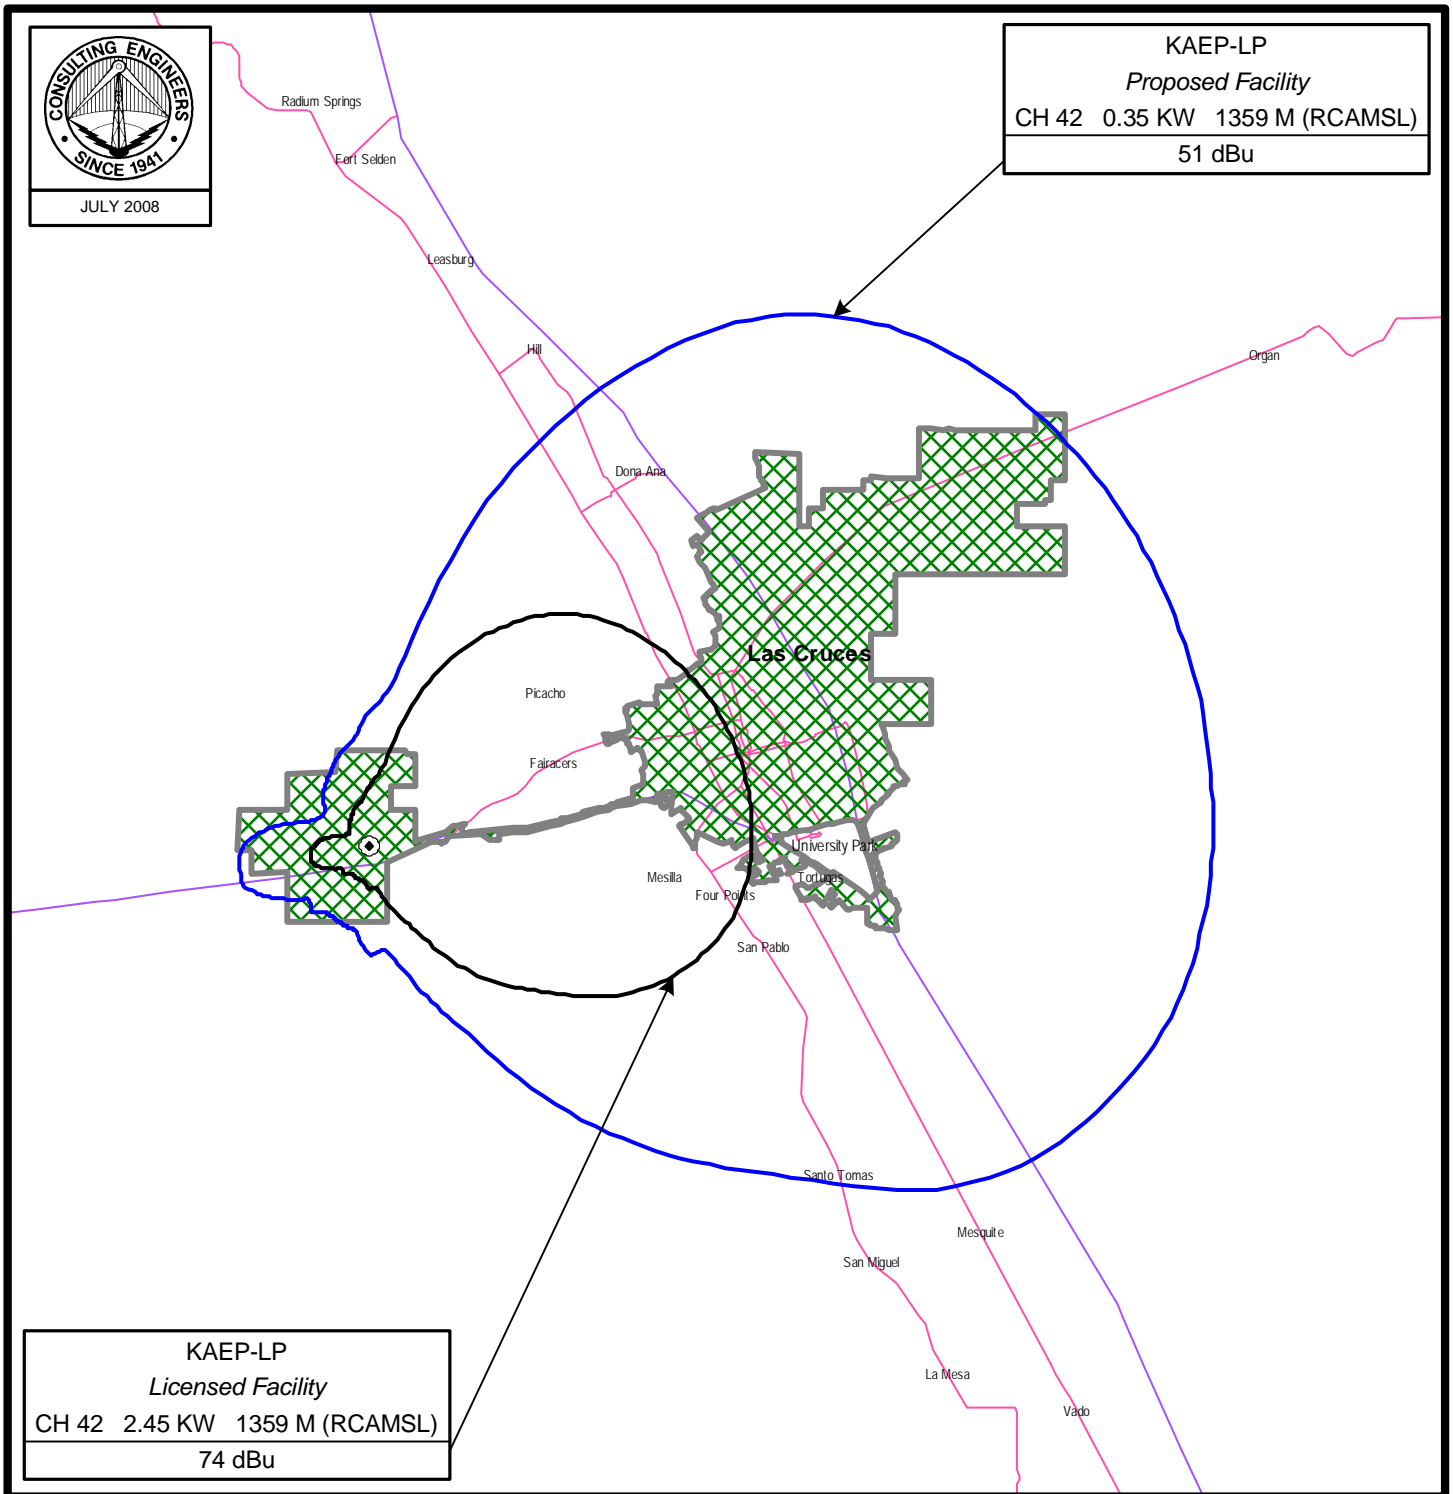 CONSULTING ENGINEERS
SINCE 1941
JULY 2008
KAEP-LP
Proposed Facility
CH 42 0.35 KW 1359 M (RCAMSL)
51 dBu
Radium Springs
Fort Selden
Leasburg
Hill
Organ
Dona Ana
Las Cruces
Picacho
Fairacers
University Park
Mesilla
Tortugas
Four Points
San Pablo
Santo Tomas
Mesquite
San Miguel
La Mesa
Vado
KAEP-LP
Licensed Facility
CH 42 2.45 KW 1359 M (RCAMSL)
74 dBu